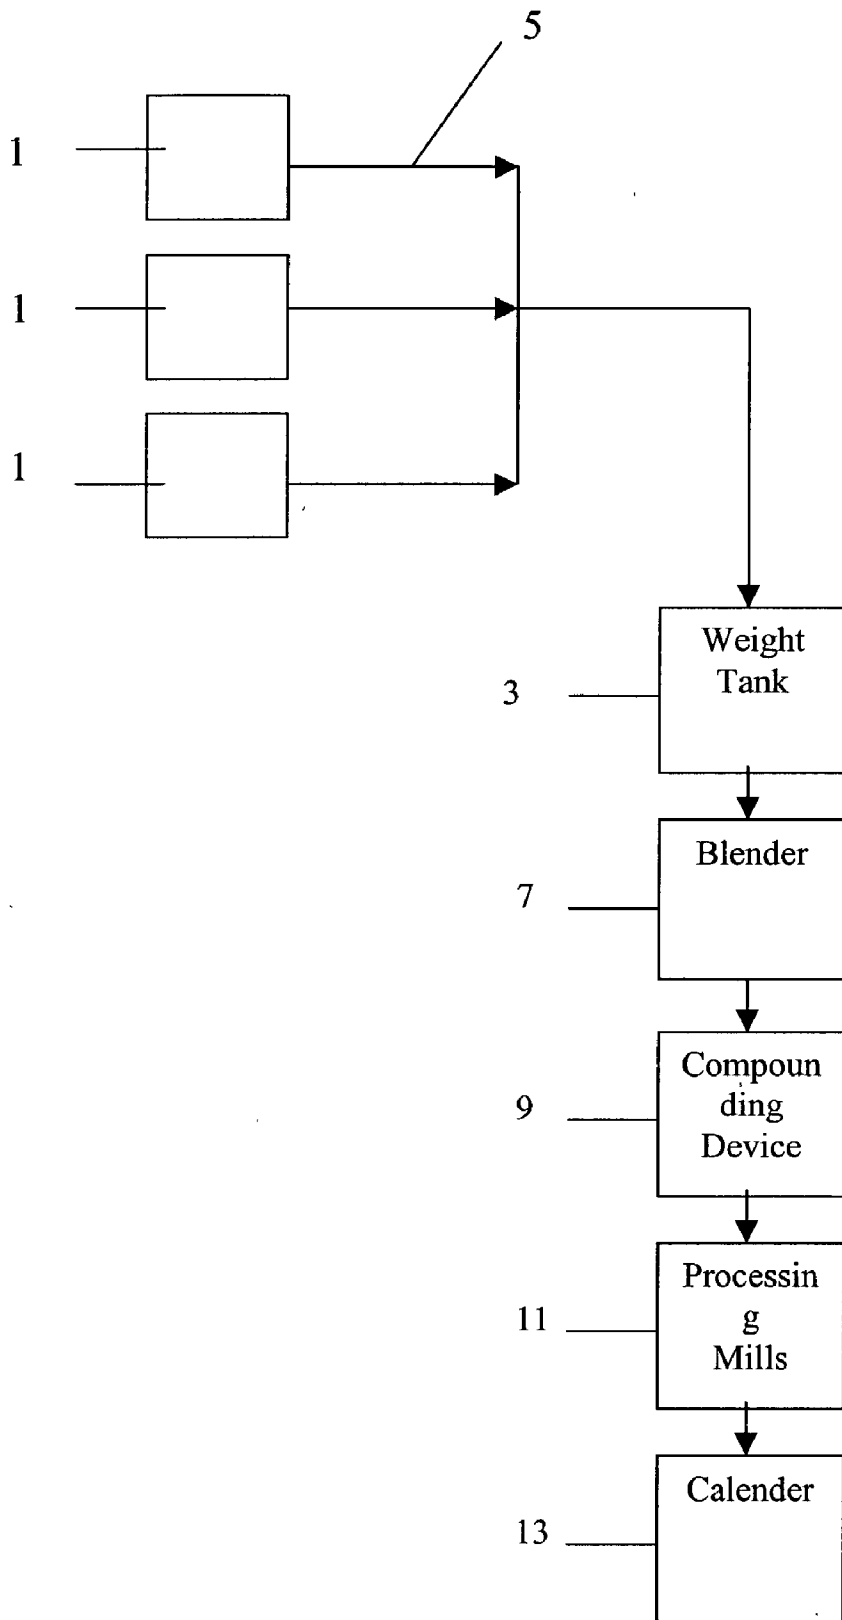 5
1
1
1
Weight
Tank
3
Blender
7
Compoun
ding
Device
9
Processin
g
Mills
11
Calender
13